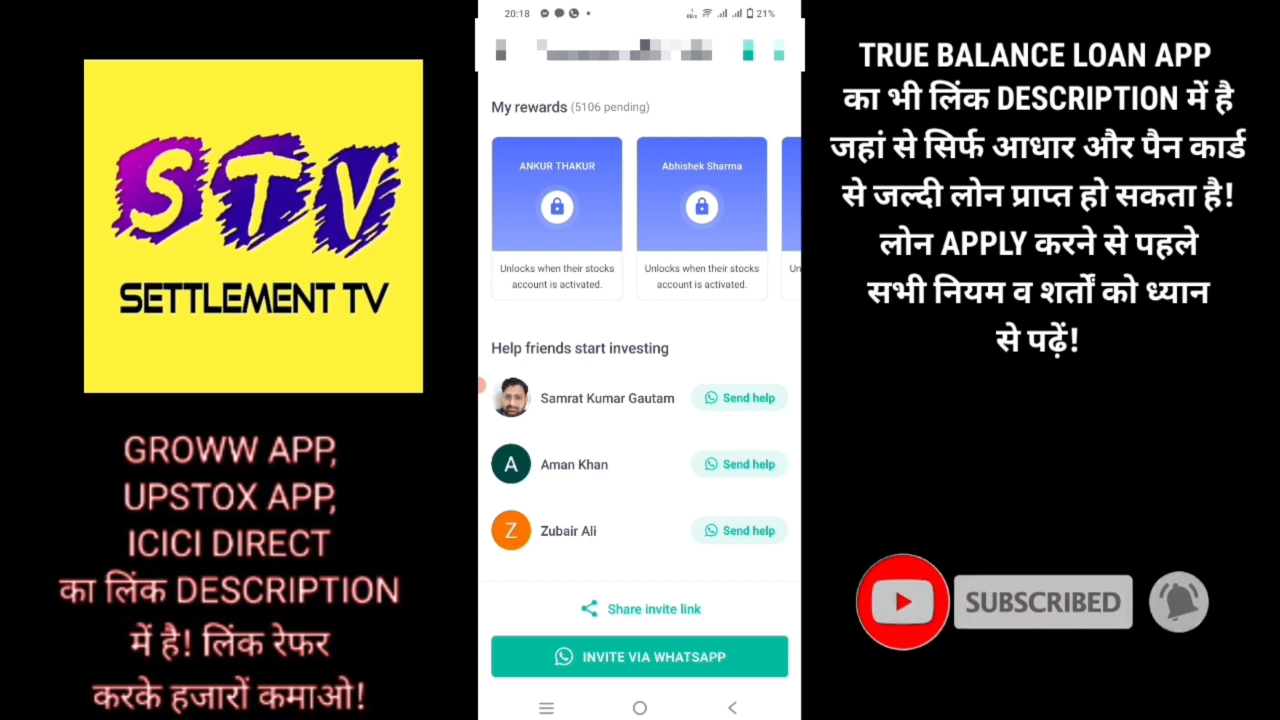 STV
SETTLEMENT TV
GROWW APP,
UPSTOX APP,
ICICI DIRECT
का लिंक DESCRIPTION
में है! लिंक रेफर
करके हजारों कमाओ!
20:18
1
KB/s
21%
My rewards (5106 pending)
ANKUR THAKUR
Abhishek Sharma
Unlocks when their stocks
account is activated.
Unlocks when their stocks
account is activated.
Un
Help friends start investing
Samrat Kumar Gautam
Send help
A
Aman Khan
Send help
Z
Zubair Ali
Send help
Share invite link
INVITE VIA WHATSAPP
TRUE BALANCE LOAN APP
का भी लिंक DESCRIPTION में है
जहां से सिर्फ आधार और पैन कार्ड
से जल्दी लोन प्राप्त हो सकता है!
लोन APPLY करने से पहले
सभी नियम व शर्तों को ध्यान
से पढ़ें!
SUBSCRIBED